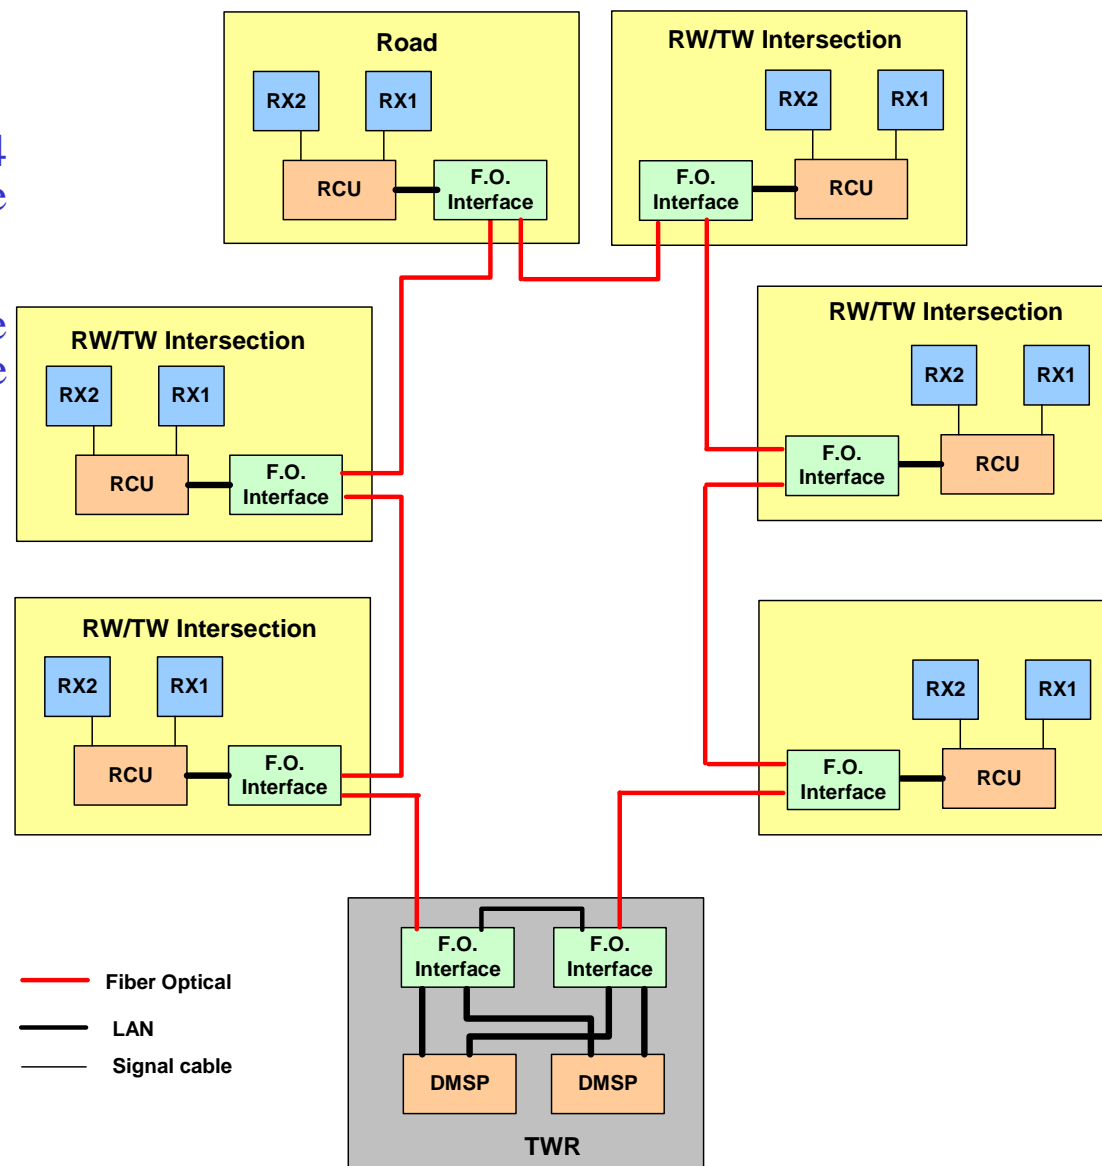 Road
RX2
RX1
RCU
F.O.
Interface
RW/TW Intersection
RX2
RX1
F.O.
Interface
RCU
RW/TW Intersection
RX2
RX1
RCU
F.O.
Interface
RW/TW Intersection
RX2
RX1
F.O.
Interface
RCU
RW/TW Intersection
RX2
RX1
RCU
F.O.
Interface
RX2
RX1
F.O.
Interface
RCU
F.O.
Interface
F.O.
Interface
DMSP
DMSP
TWR
Fiber Optical
LAN
Signal cable